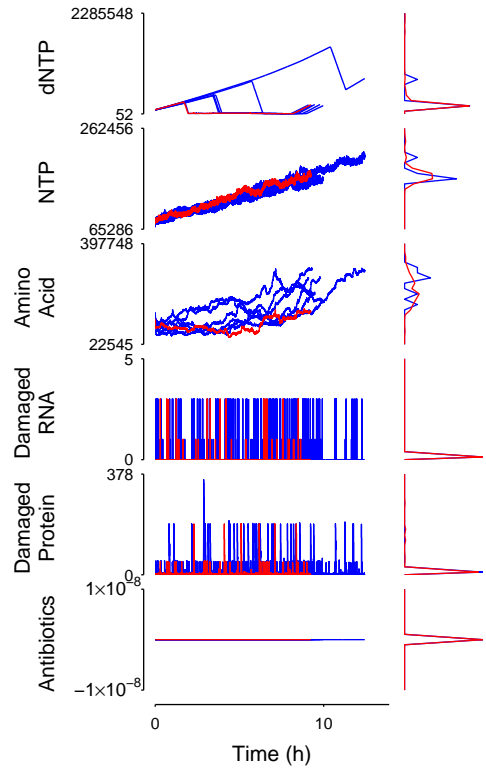 2285548
dNTP
52
262456
NTP
65286
397748
Amino
Acid
22545
5
Damaged
RNA
0
378
Damaged
Protein
0
1×10⁻⁸
Antibiotics
−1×10⁻⁸
0 10
Time (h)